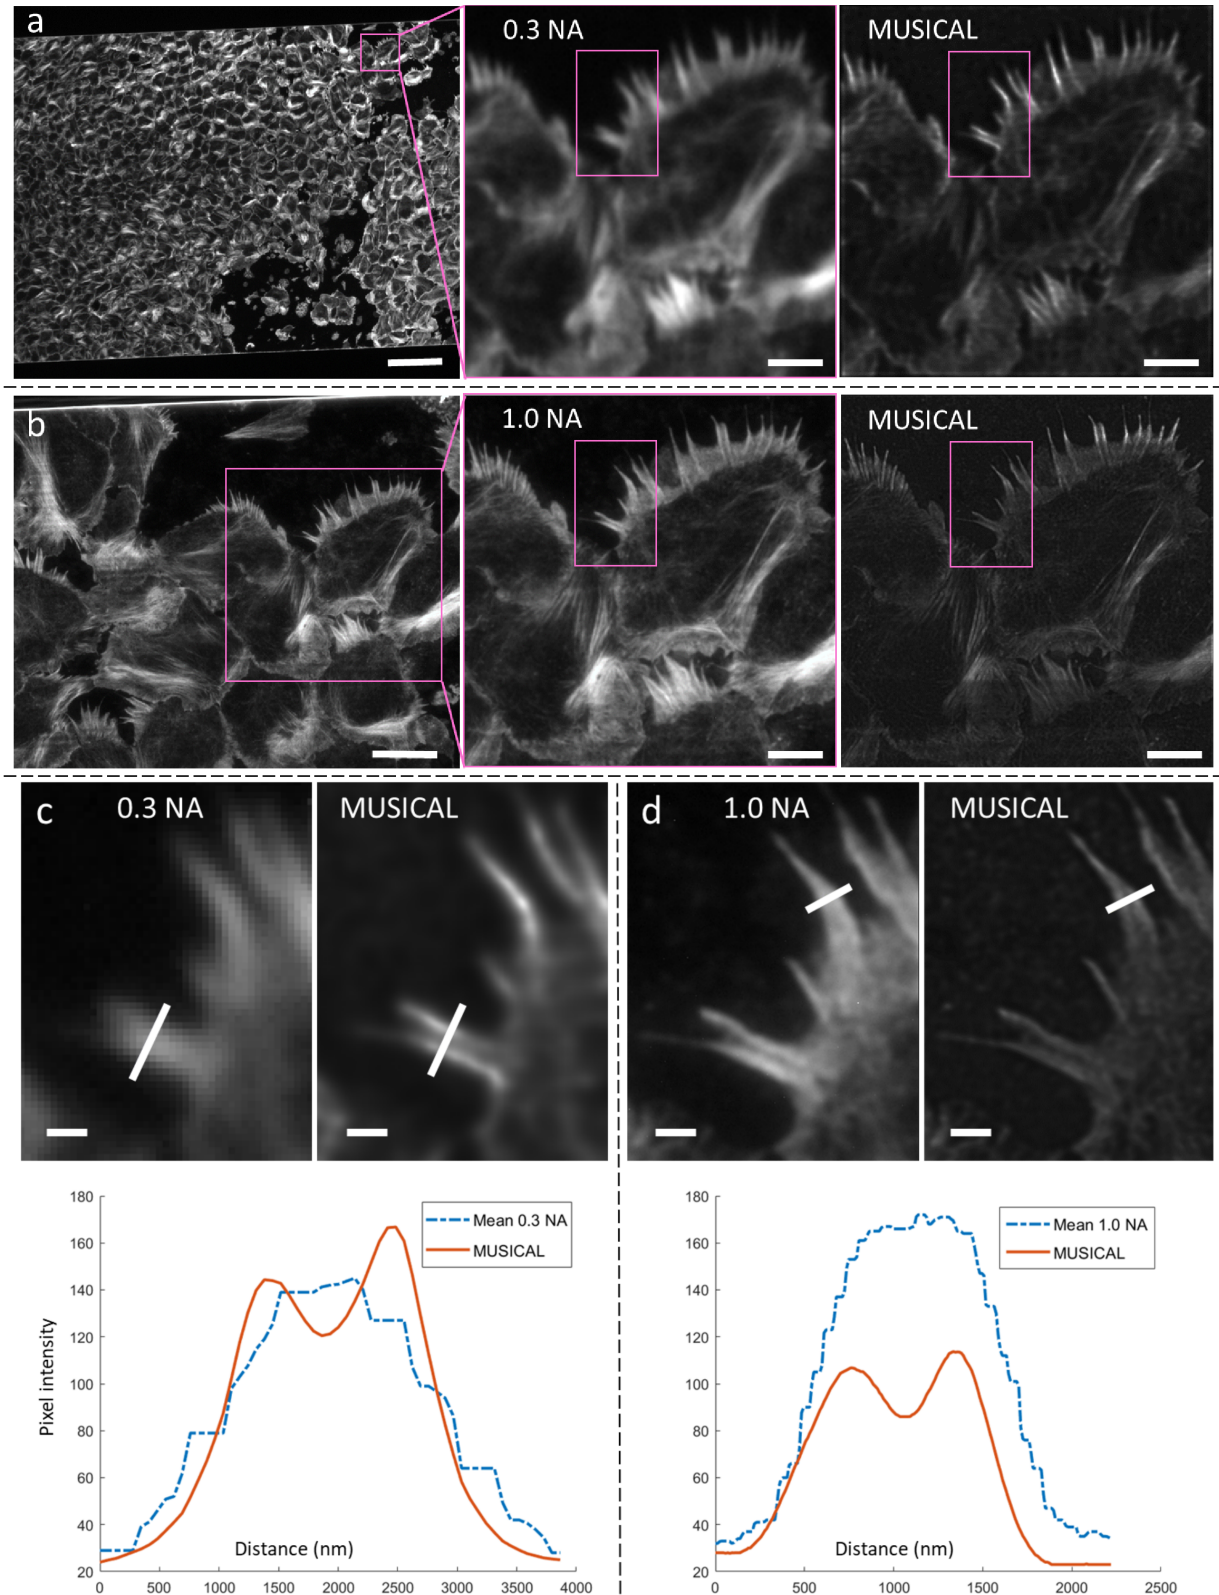 a
0.3 NA
MUSICAL
b
1.0 NA
MUSICAL
c
0.3 NA
MUSICAL
d
1.0 NA
MUSICAL
180
160
140
120
100
80
60
40
20
Pixel intensity
Mean 0.3 NA
MUSICAL
Distance (nm)
0 500 1000 1500 2000 2500 3000 3500 4000
180
160
140
120
100
80
60
40
20
Mean 1.0 NA
MUSICAL
Distance (nm)
0 500 1000 1500 2000 2500